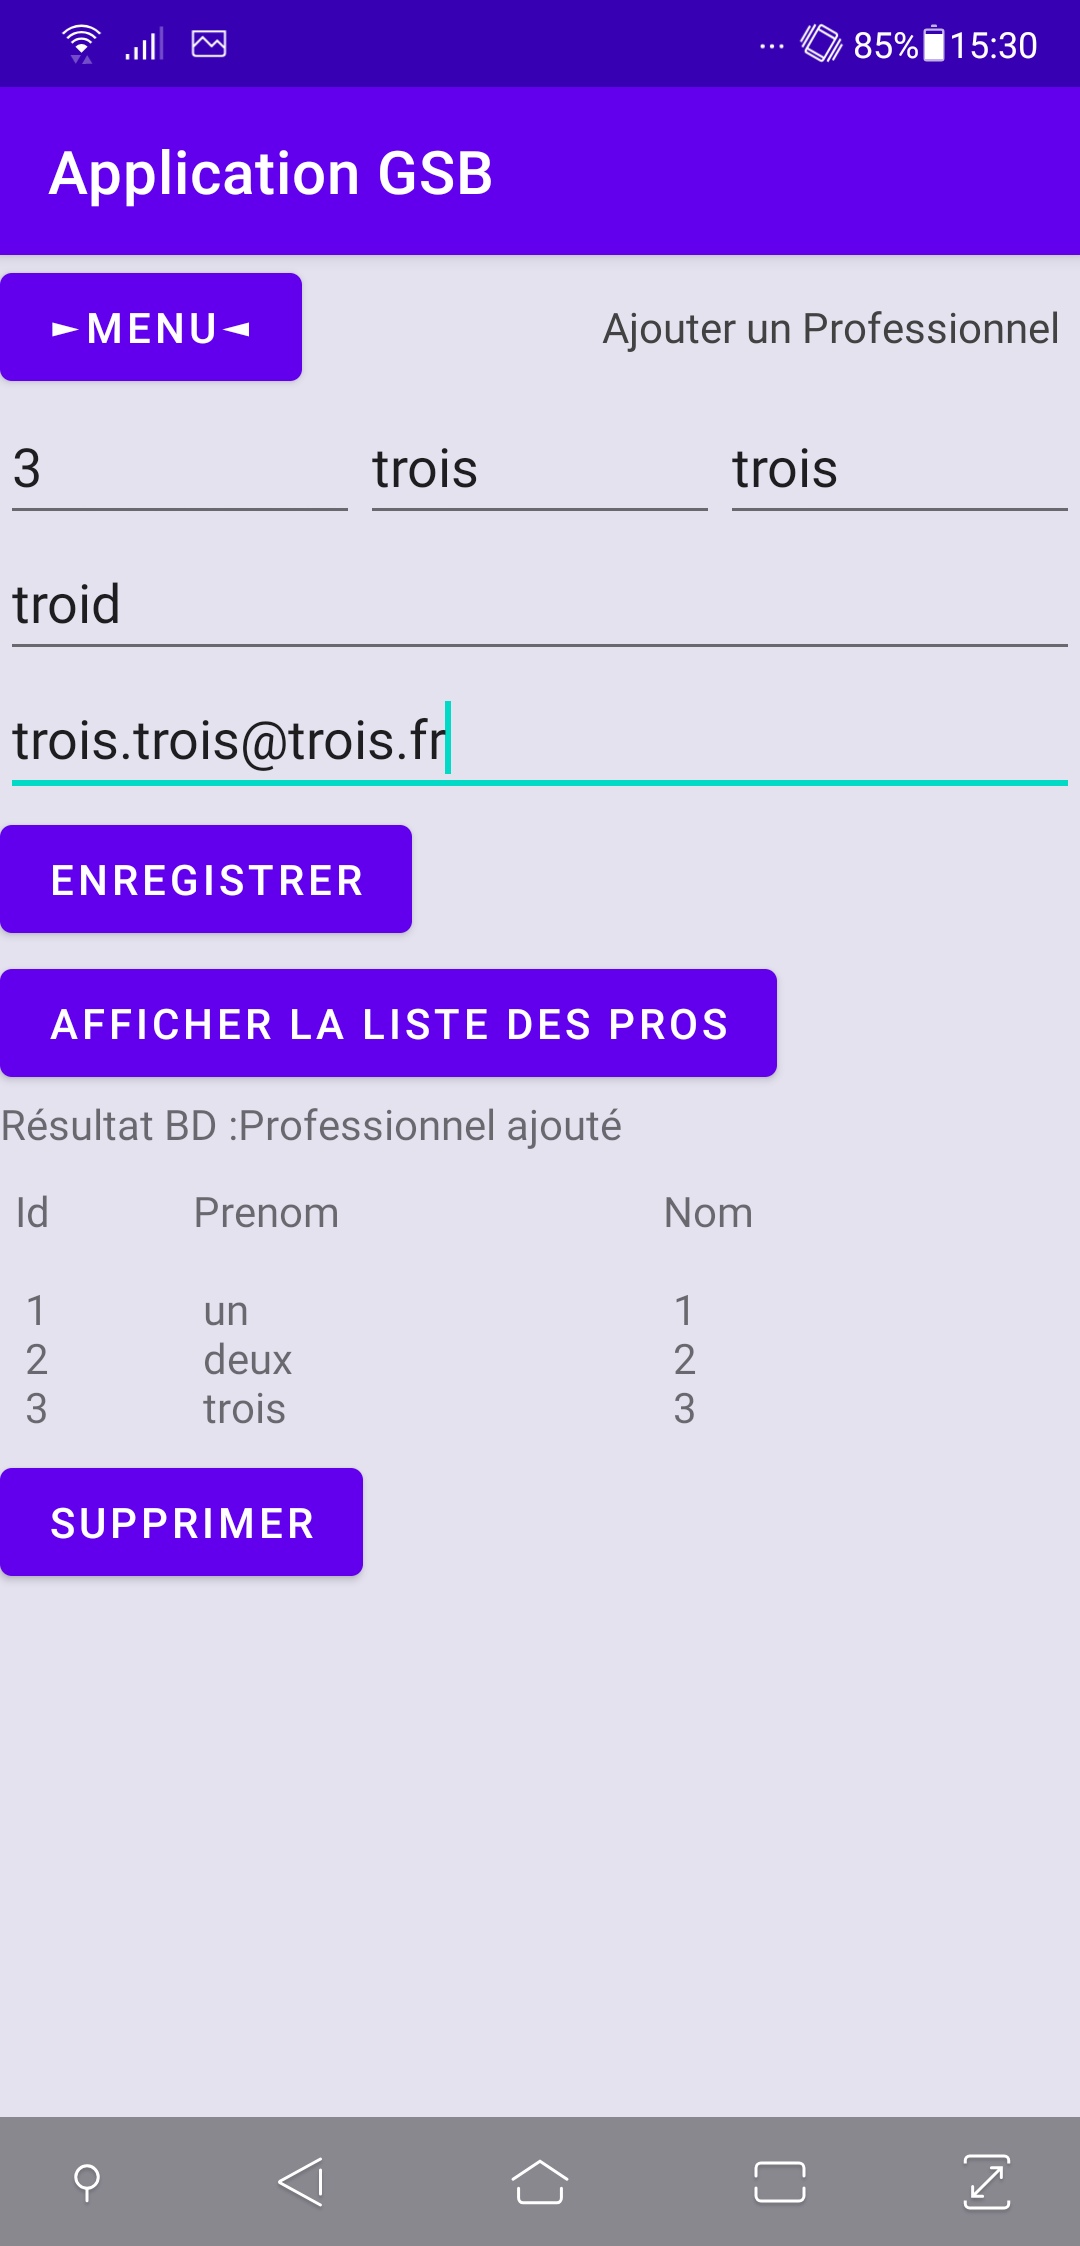 85% 15:30
Application GSB
►MENU◄ Ajouter un Professionnel
3 trois trois
troid
trois.trois@trois.fr
ENREGISTRER
AFFICHER LA LISTE DES PROS
Résultat BD :Professionnel ajouté
Id Prenom Nom
1 un 1
2 deux 2
3 trois 3
SUPPRIMER